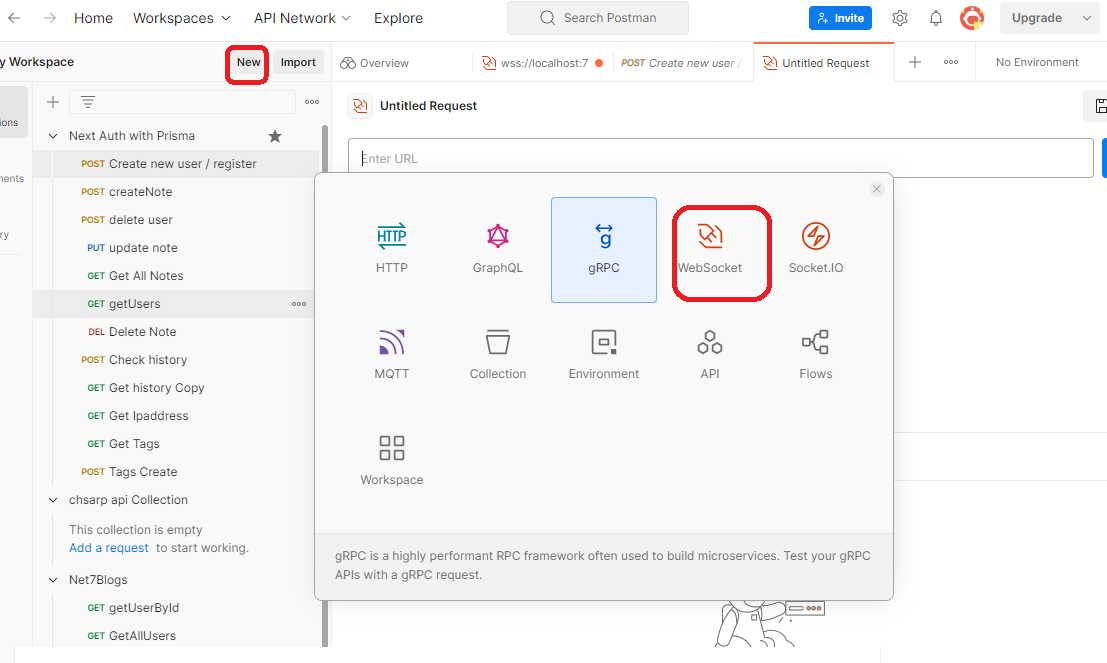 Home Workspaces API Network Explore Search Postman Invite Upgrade
y Workspace New Import Overview wss://localhost:7 POST Create new user / Untitled Request No Environment
Untitled Request
ions
Next Auth with Prisma
Enter URL
POST Create new user / register
ments
POST createNote
POST delete user
ry
PUT update note
GET Get All Notes
GET getUsers
DEL Delete Note
POST Check history
GET Get history Copy
GET Get Ipaddress
GET Get Tags
POST Tags Create
chsarp api Collection
This collection is empty
Add a request to start working.
Net7Blogs
GET getUserById
GET GetAllUsers
HTTP
HTTP GraphQL gRPC WebSocket Socket.IO
MQTT Collection Environment API Flows
Workspace
gRPC is a highly performant RPC framework often used to build microservices. Test your gRPC
APIs with a gRPC request.